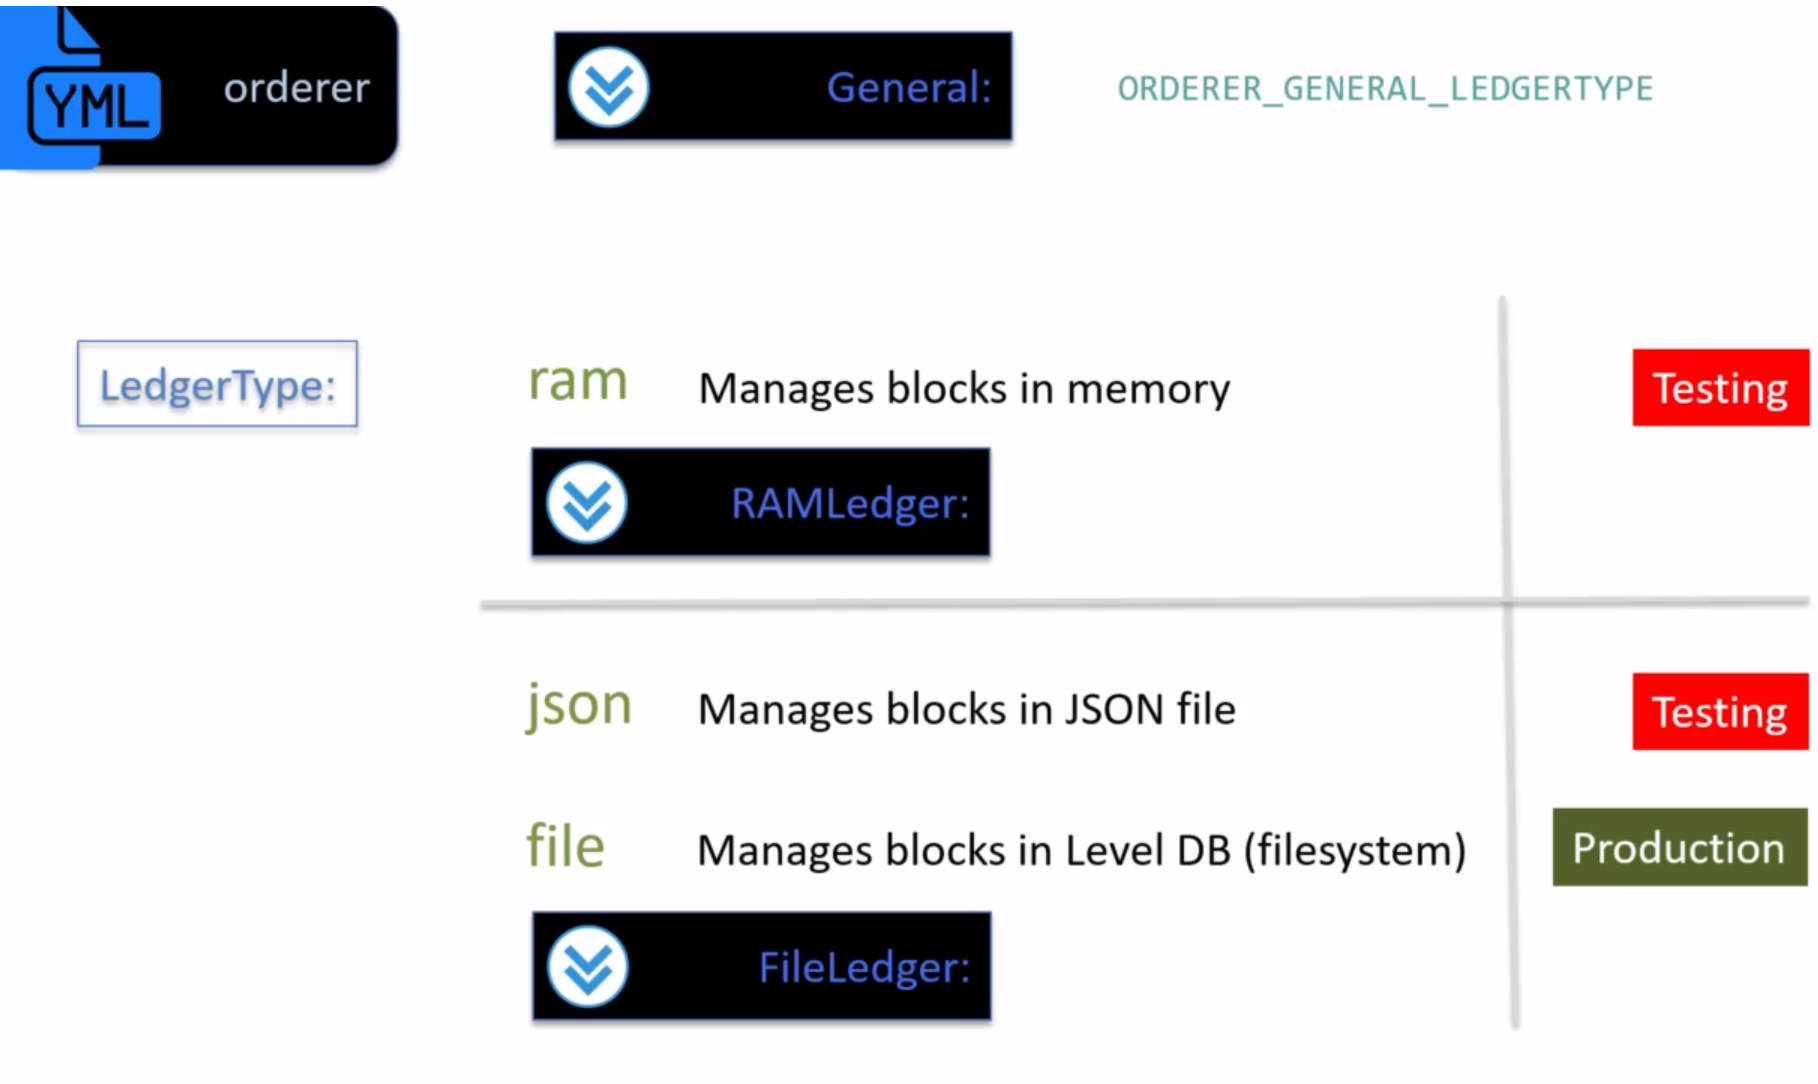 YML
orderer
General:
ORDERER_GENERAL_LEDGERTYPE
LedgerType:
ram
Manages blocks in memory
Testing
RAMLedger:
json
Manages blocks in JSON file
Testing
file
Manages blocks in Level DB (filesystem)
Production
FileLedger: